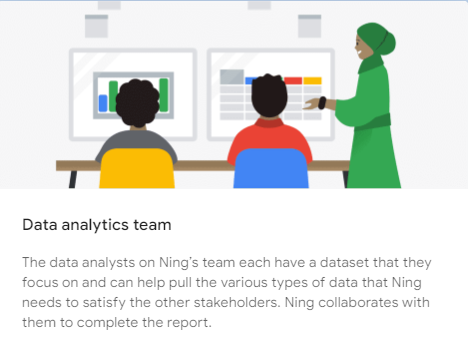 Data analytics team
The data analysts on Ning's team each have a dataset that they
focus on and can help pull the various types of data that Ning
needs to satisfy the other stakeholders. Ning collaborates with
them to complete the report.